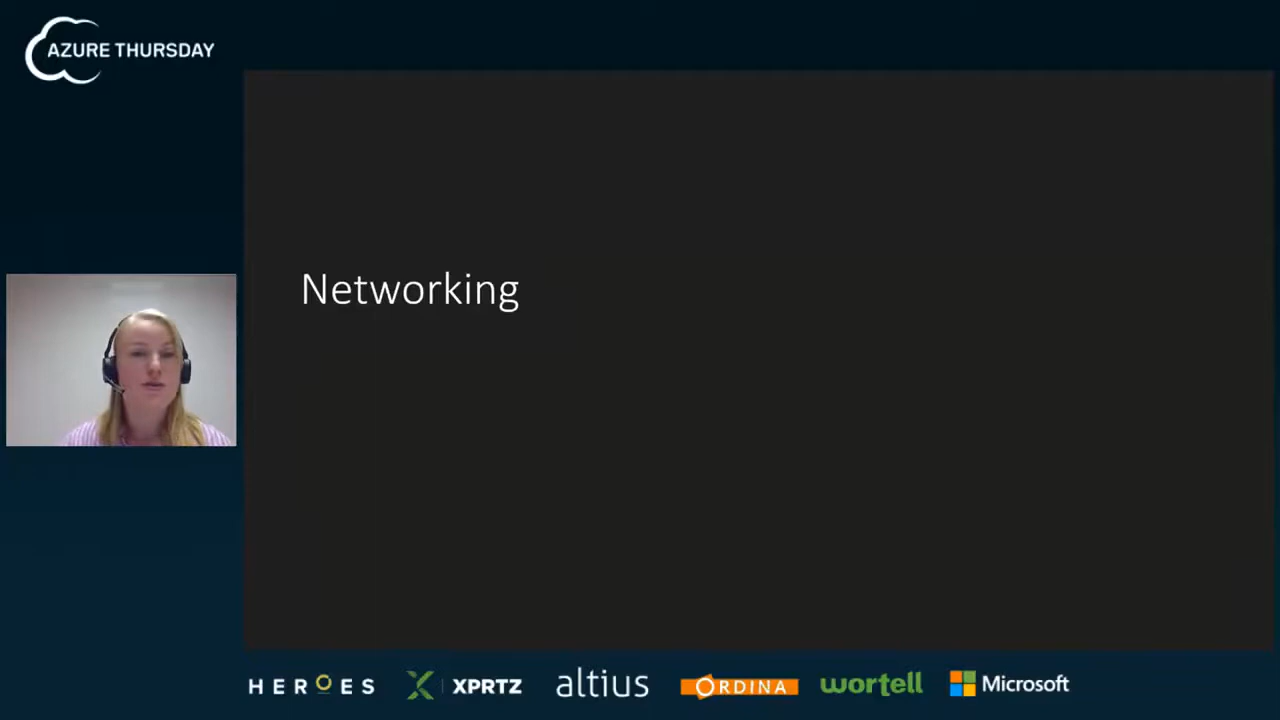 AZURE THURSDAY
Networking
HEROES
XPRTZ
altius
ORDINA
wortell
Microsoft